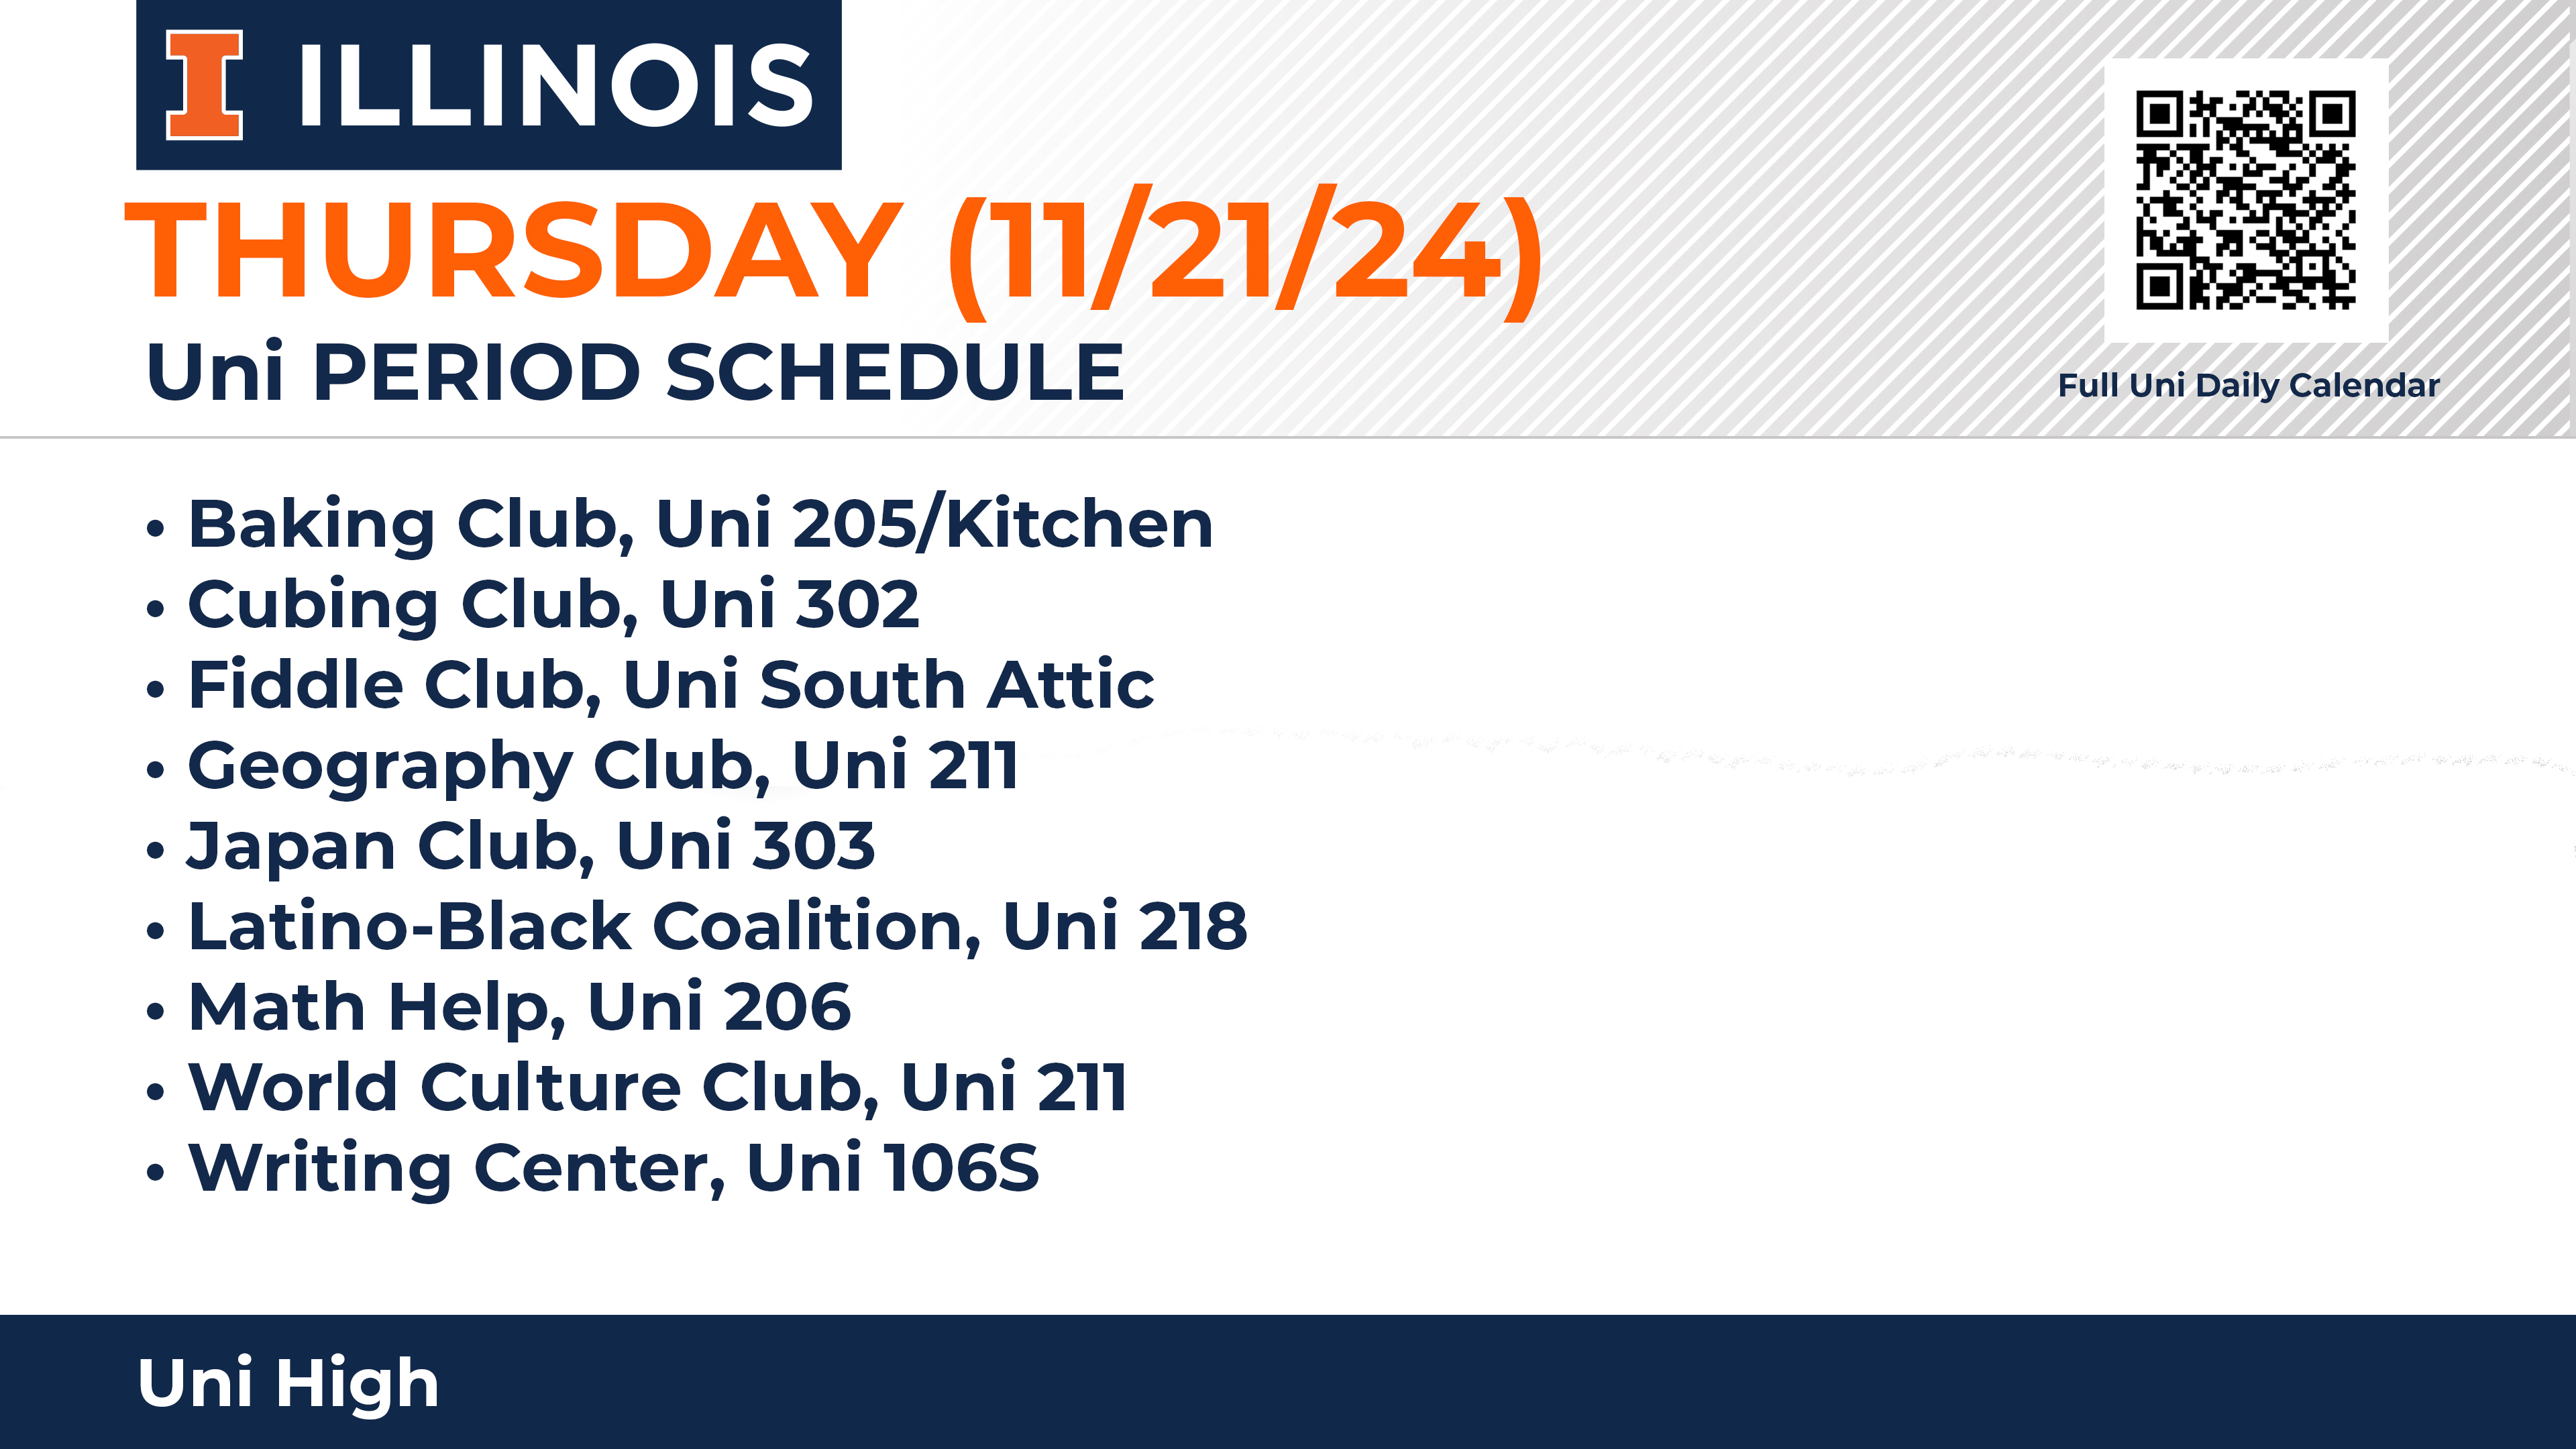 I ILLINOIS
THURSDAY (11/21/24)
Uni PERIOD SCHEDULE
Full Uni Daily Calendar
• Baking Club, Uni 205/Kitchen
• Cubing Club, Uni 302
• Fiddle Club, Uni South Attic
• Geography Club, Uni 211
• Japan Club, Uni 303
• Latino-Black Coalition, Uni 218
• Math Help, Uni 206
• World Culture Club, Uni 211
• Writing Center, Uni 106S
Uni High